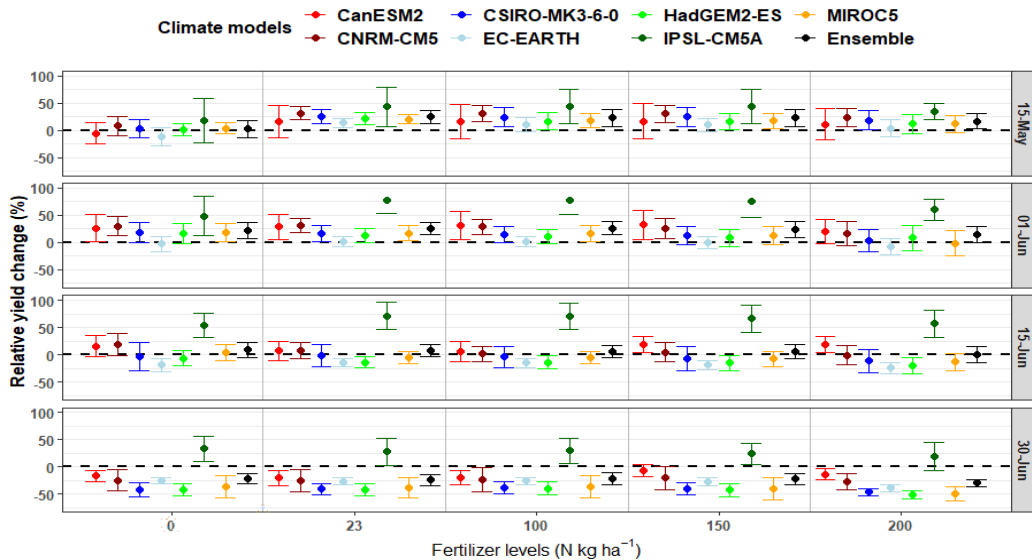 Climate models
CanESM2 CSIRO-MK3-6-0 HadGEM2-ES MIROC5
CNRM-CM5 EC-EARTH IPSL-CM5A Ensemble
Relative yield change (%)
100
50
0
-50
15-May
100
50
0
-50
01-Jun
100
50
0
-50
15-Jun
100
50
0
-50
30-Jun
0 23 100 150 200
Fertilizer levels (N kg ha⁻¹)